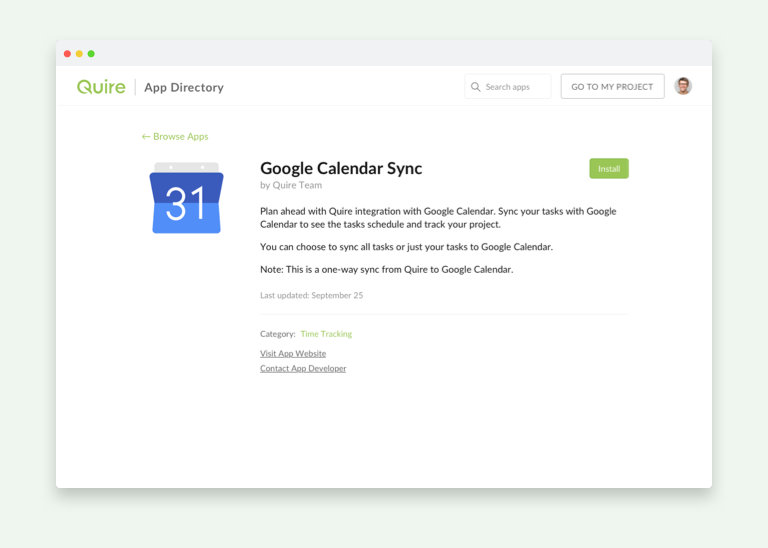 Quire
App Directory
Search apps
GO TO MY PROJECT
← Browse Apps
31
Google Calendar Sync
Install
by Quire Team
Plan ahead with Quire integration with Google Calendar. Sync your tasks with Google
Calendar to see the tasks schedule and track your project.
You can choose to sync all tasks or just your tasks to Google Calendar.
Note: This is a one-way sync from Quire to Google Calendar.
Last updated: September 25
Category: Time Tracking
Visit App Website
Contact App Developer